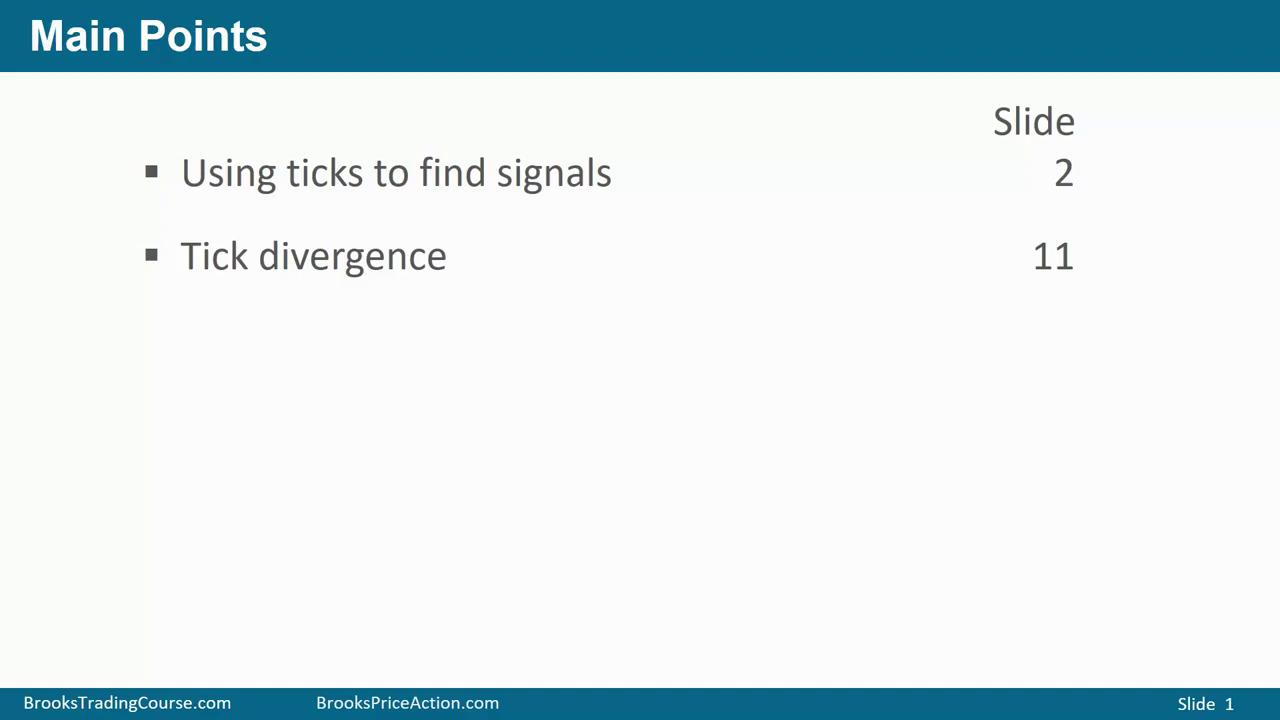 Main Points
Slide
▪ Using ticks to find signals 2
▪ Tick divergence 11
BrooksTradingCourse.com BrooksPriceAction.com Slide 1